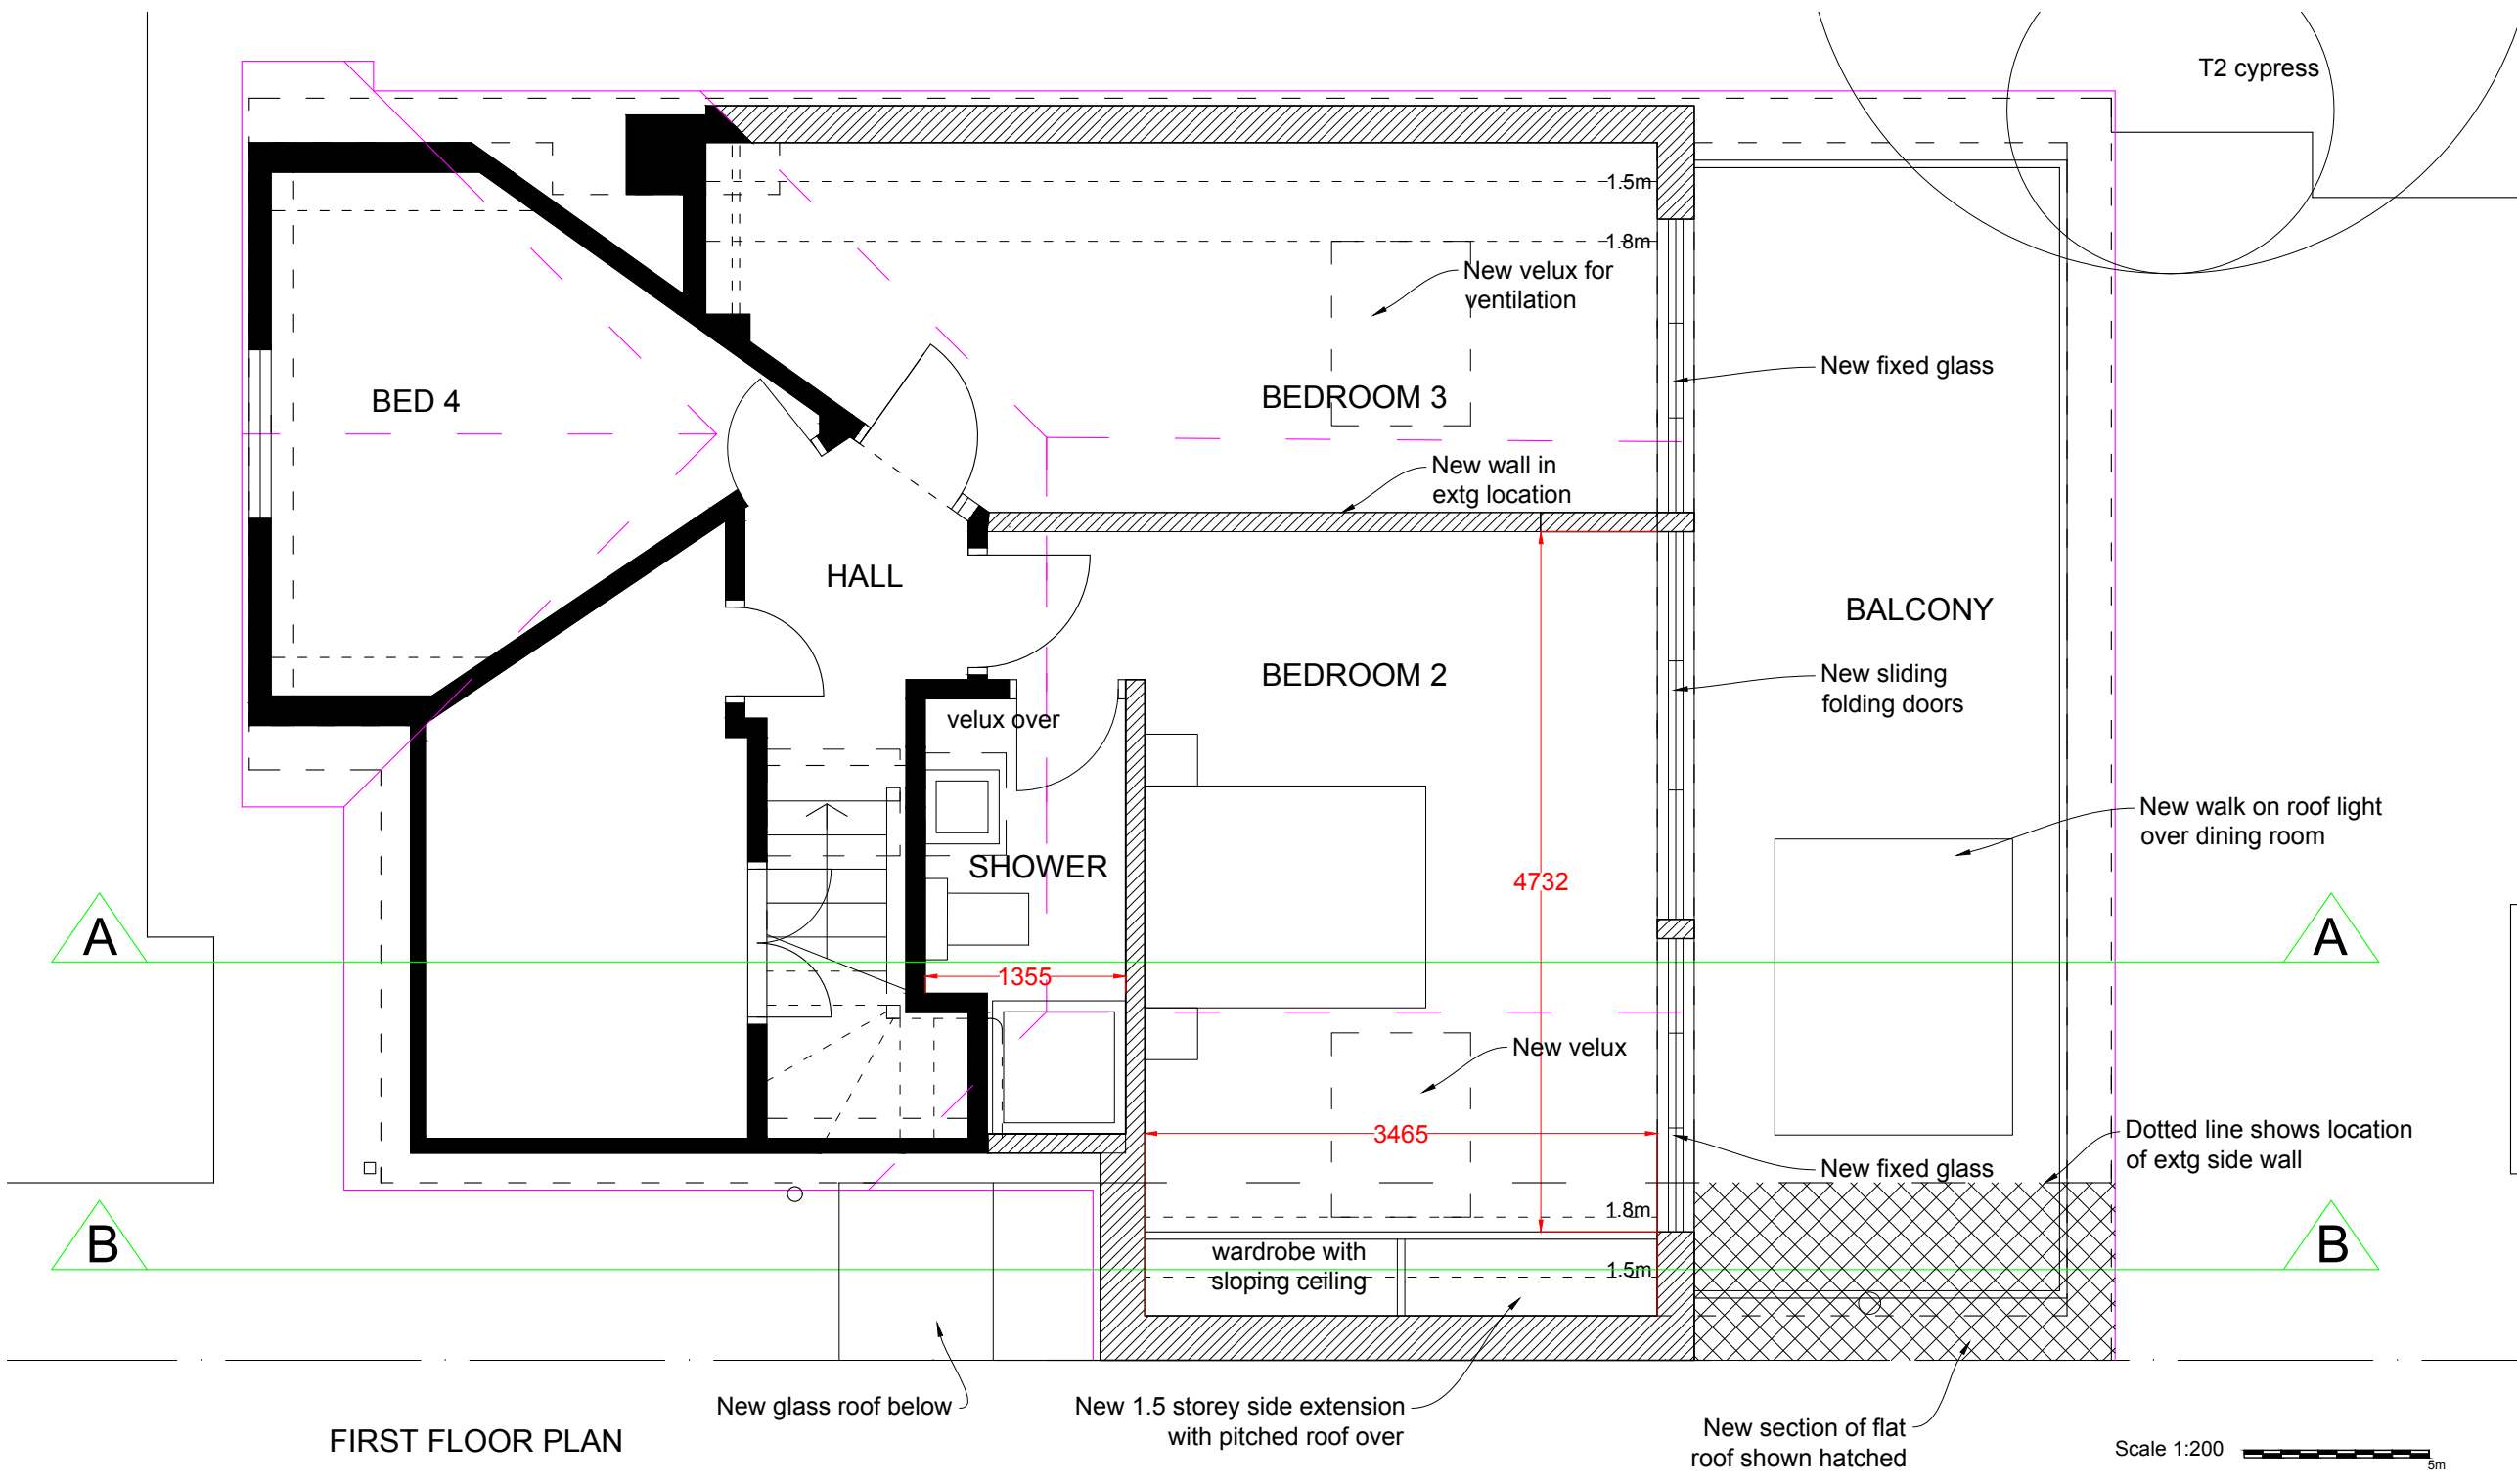 T2 cypress
1.5m
1.8m
New velux for
ventilation
New fixed glass
BED 4
BEDROOM 3
New wall in
extg location
HALL
BALCONY
BEDROOM 2
New sliding
folding doors
velux over
New walk on roof light
over dining room
SHOWER
4732
A
A
1355
New velux
3465
Dotted line shows location
of extg side wall
New fixed glass
1.8m
B
B
wardrobe with
sloping ceiling
1.5m
New glass roof below
New 1.5 storey side extension
with pitched roof over
New section of flat
roof shown hatched
FIRST FLOOR PLAN
Scale 1:200
5m